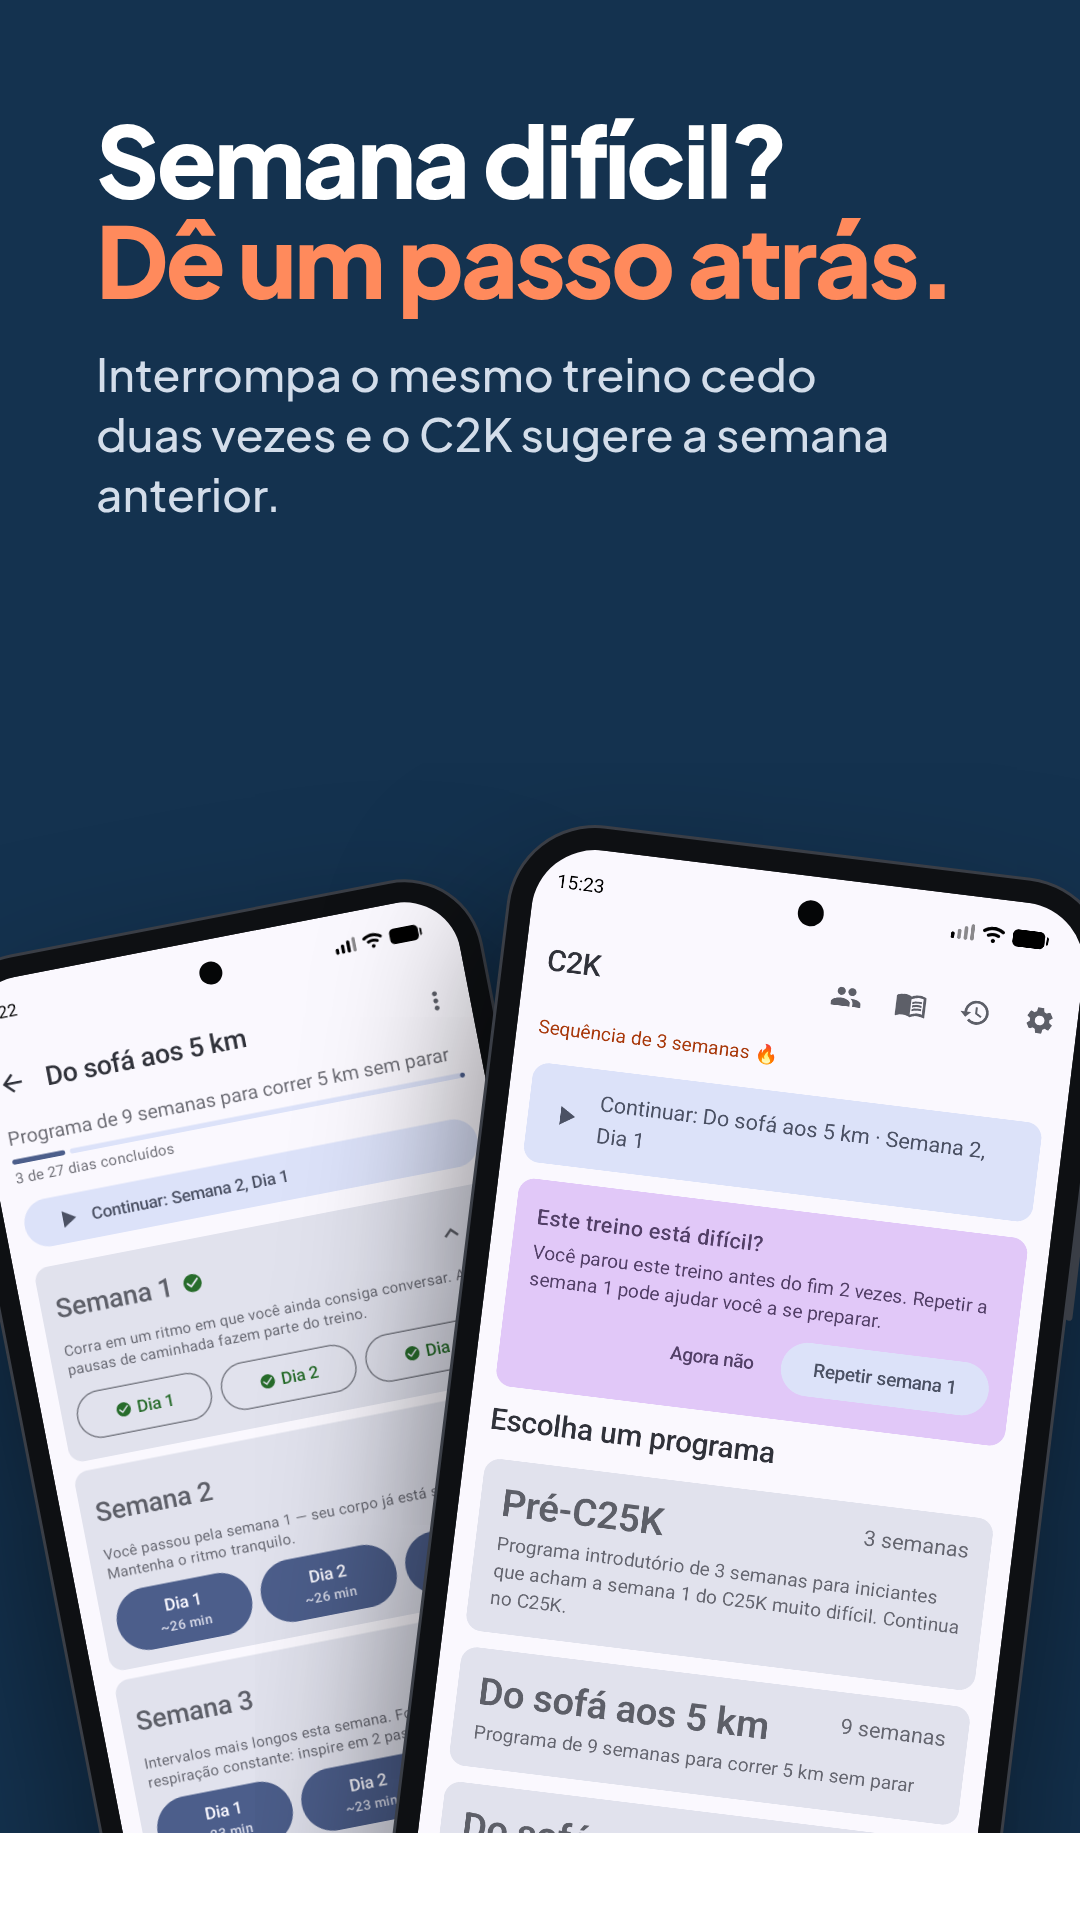 Semana difícil?
Dê um passo atrás.
Interrompa o mesmo treino cedo
duas vezes e o C2K sugere a semana
anterior.
22
Do sofá aos 5 km
Programa de 9 semanas para correr 5 km sem parar
3 de 27 dias concluídos
Continuar: Semana 2, Dia 1
Semana 1
Corra em um ritmo em que você ainda consiga conversar. A
pausas de caminhada fazem parte do treino.
Dia 1
Dia 2
Dia
Semana 2
Você passou pela semana 1 — seu corpo já está
Mantenha o ritmo tranquilo.
Dia 1
~26 min
Dia 2
~26 min
Semana 3
Intervalos mais longos esta semana.
respiração constante: inspire em 2
Dia 1
Dia 2
~23 min
15:23
C2K
Sequência de 3 semanas 🔥
Continuar: Do sofá aos 5 km · Semana 2,
Dia 1
Este treino está difícil?
Você parou este treino antes do fim 2 vezes. Repetir a
semana 1 pode ajudar você a se preparar.
Agora não
Repetir semana 1
Escolha um programa
Pré-C25K
3 semanas
Programa introdutório de 3 semanas para iniciantes
que acham a semana 1 do C25K muito difícil. Continua
no C25K.
Do sofá aos 5 km
9 semanas
Programa de 9 semanas para correr 5 km sem parar
Do sofá